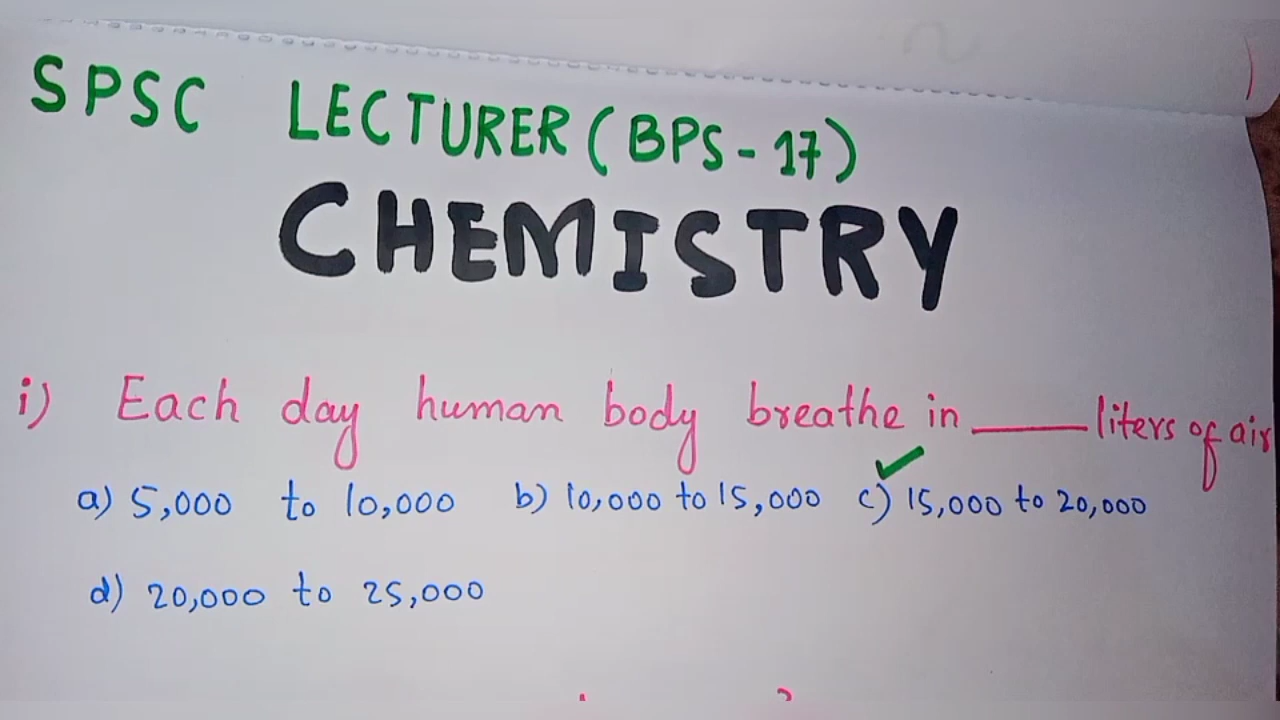 SPSC LECTURER (BPS-17)
CHEMISTRY
i) Each day human body breathe in ____ liters of air
a) 5,000 to 10,000 b) 10,000 to 15,000 c) 15,000 to 20,000
d) 20,000 to 25,000